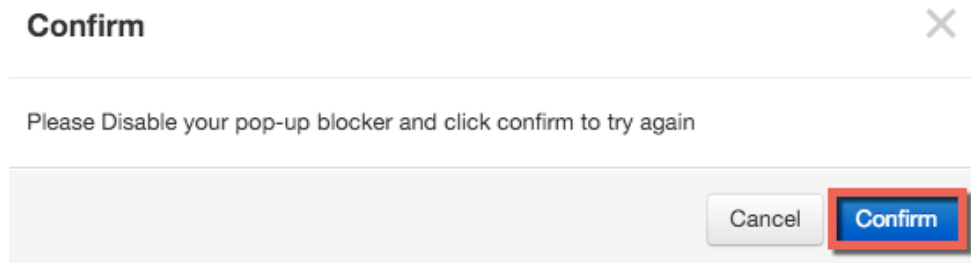 Confirm
Please Disable your pop-up blocker and click confirm to try again
Cancel
Confirm